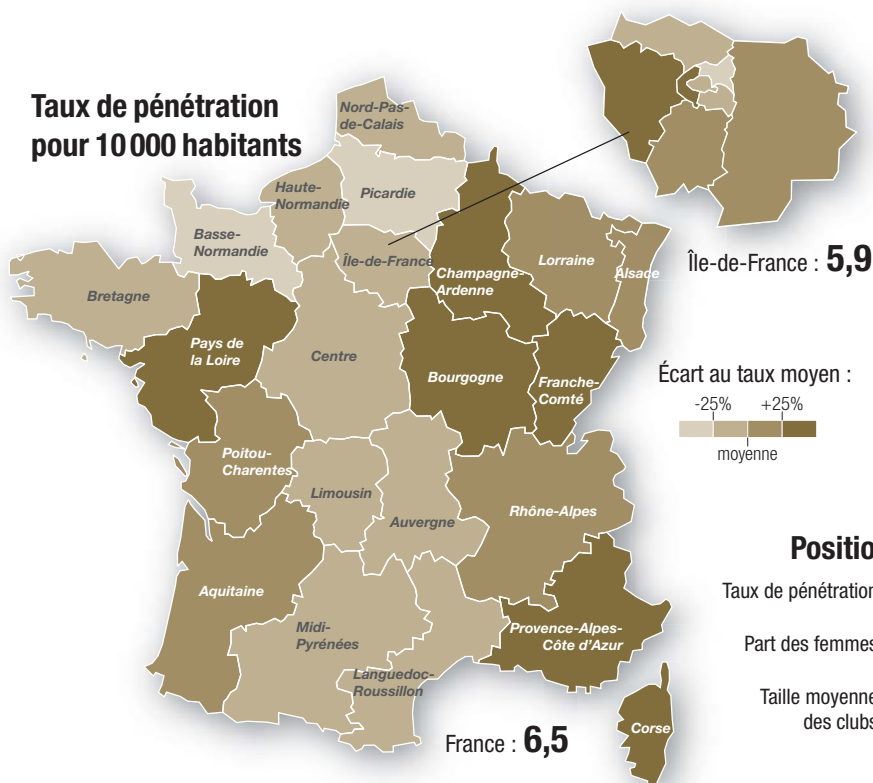 Taux de pénétration
pour 10 000 habitants
Nord-Pas-
de-Calais
Haute-
Normandie
Picardie
Basse-
Normandie
Île-de-France
Champagne-
Ardenne
Lorraine
Alsace
Île-de-France : 5,9
Bretagne
Pays de
la Loire
Centre
Bourgogne
Franche-
Comté
Écart au taux moyen :
-25%
+25%
moyenne
Poitou-
Charentes
Limousin
Auvergne
Rhône-Alpes
Aquitaine
Midi-
Pyrénées
Languedoc-
Roussillon
Provence-Alpes-
Côte d'Azur
Corse
France : 6,5
Positio
Taux de pénétration
Part des femmes
Taille moyenne
des clubs